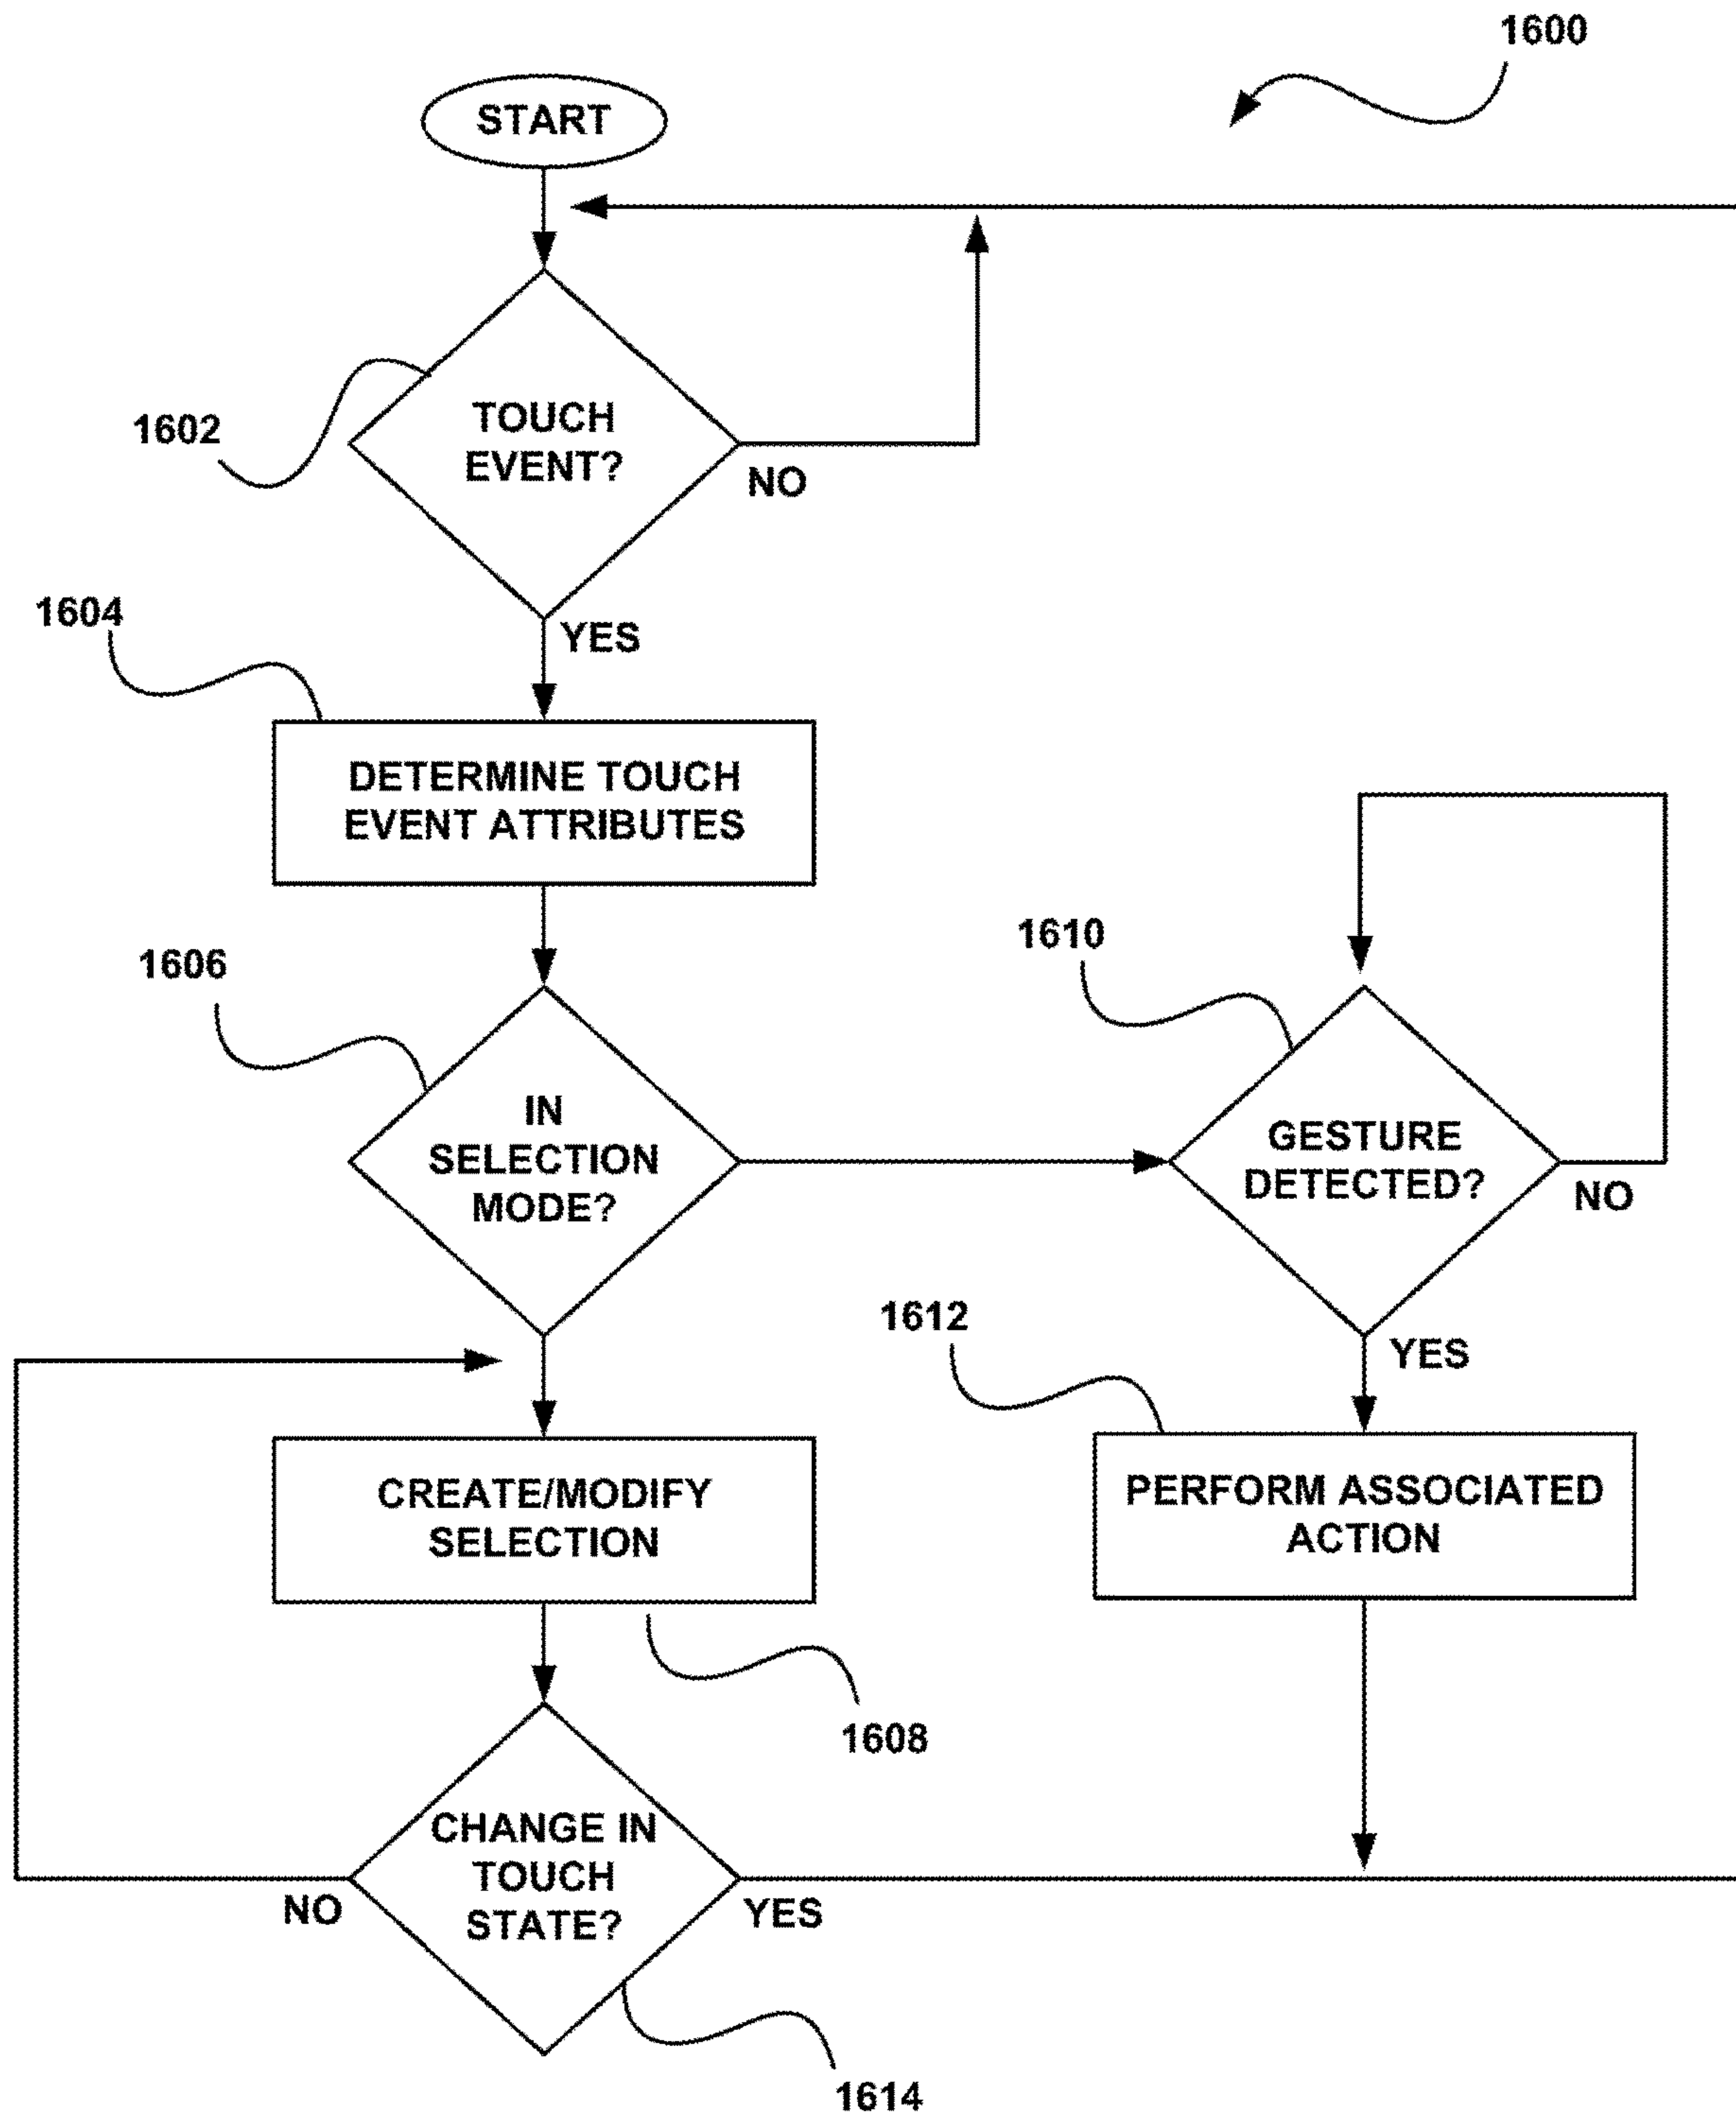 1600
START
TOUCH
EVENT?
1602
NO
1604
YES
DETERMINE TOUCH
EVENT ATTRIBUTES
1606
IN
SELECTION
MODE?
1610
GESTURE
DETECTED?
NO
1612
YES
CREATE/MODIFY
SELECTION
PERFORM ASSOCIATED
ACTION
1608
CHANGE IN
TOUCH
STATE?
NO
YES
1614